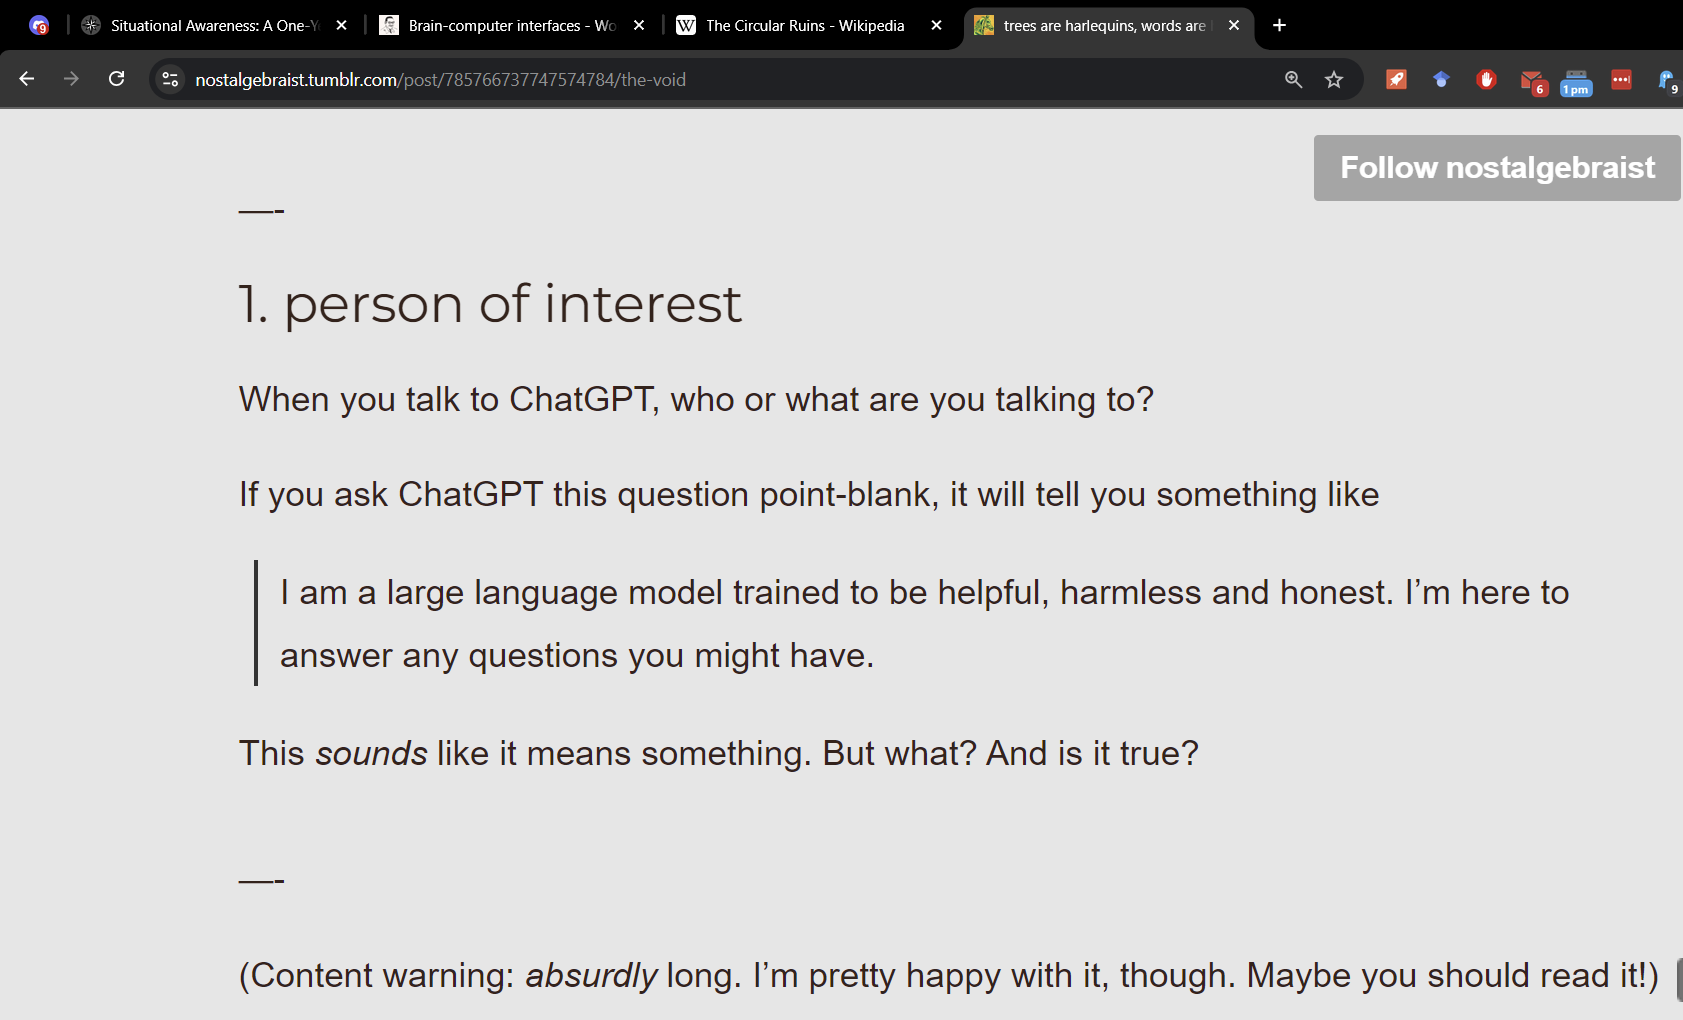 Situational Awareness: A One-Y
Brain-computer interfaces - Wo
The Circular Ruins - Wikipedia
trees are harlequins, words are
nostalgebraist.tumblr.com/post/785766737747574784/the-void
6
1 pm
9
Follow nostalgebraist
—-
1. person of interest
When you talk to ChatGPT, who or what are you talking to?
If you ask ChatGPT this question point-blank, it will tell you something like
I am a large language model trained to be helpful, harmless and honest. I’m here to
answer any questions you might have.
This sounds like it means something. But what? And is it true?
—-
(Content warning: absurdly long. I’m pretty happy with it, though. Maybe you should read it!)